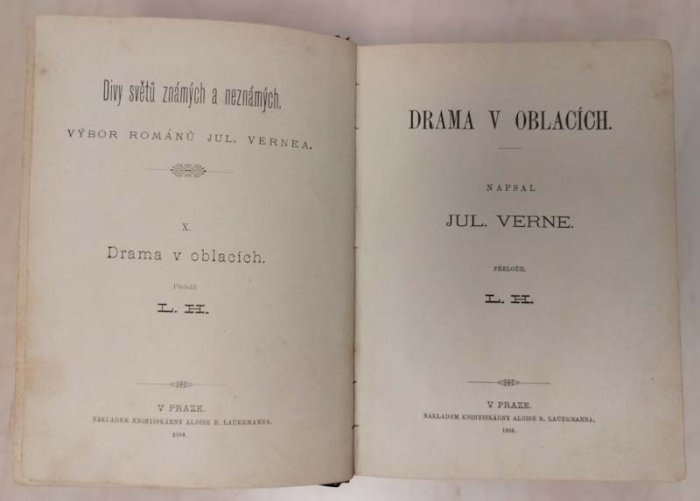 Divy světů známých a neznámých.
VÝBOR ROMÁNŮ JUL. VERNEA.
X.
Drama v oblacích.
Přeložil
L. H.
V PRAZE.
NÁKLADEM KNIHTISKÁRNY ALOISE R. LAUERMANNA.
1894.
DRAMA V OBLACÍCH.
NAPSAL
JUL. VERNE.
PŘELOŽIL
L. H.
V PRAZE.
NÁKLADEM KNIHTISKÁRNY ALOISE R. LAUERMANNA.
1894.